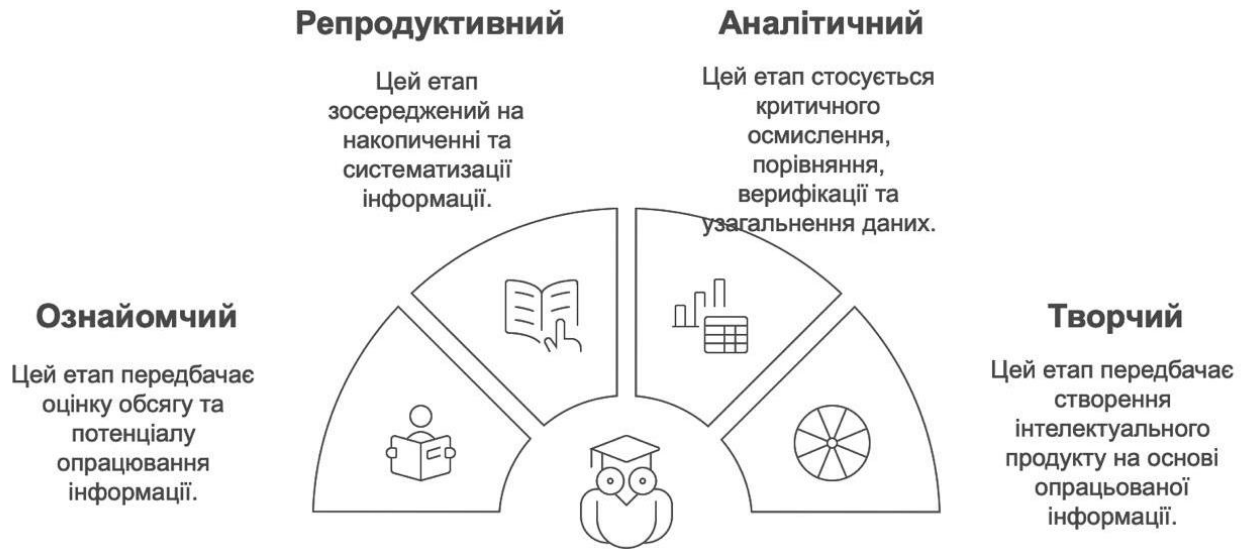 Репродуктивний
Цей етап
зосереджений на
накопиченні та
систематизації
інформації.
Аналітичний
Цей етап стосується
критичного
осмислення,
порівняння,
верифікації та
узагальнення даних.
Ознайомчий
Цей етап передбачає
оцінку обсягу та
потенціалу
опрацювання
інформації.
Творчий
Цей етап передбачає
створення
інтелектуального
продукту на основі
опрацьованої
інформації.